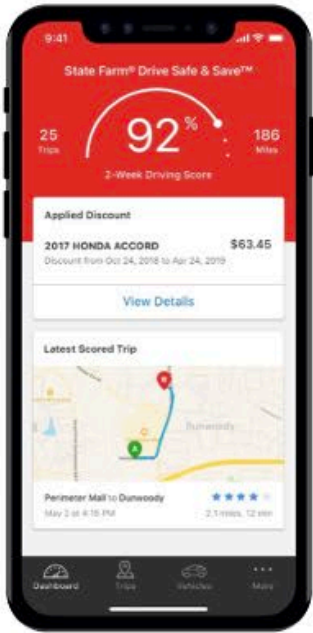 9:41
State Farm® Drive Safe & Save™
25
Trips
92%
186
Miles
2-Week Driving Score
Applied Discount
2017 HONDA ACCORD $63.45
Discount from Oct 24, 2018 to Apr 24, 2019
View Details
Latest Scored Trip
B
Dunwoody
A
Perimeter Mall to Dunwoody
May 2 at 4:15 PM 2.1 miles, 12 min
Dashboard Trips Vehicles More